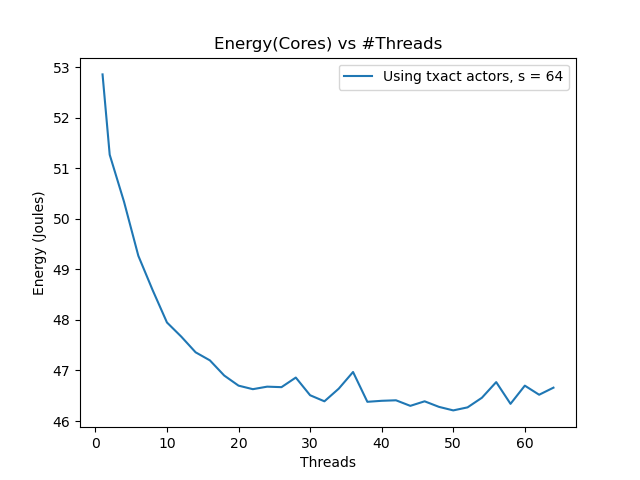 Energy(Cores) vs #Threads
Using txact actors, s = 64
53
52
51
50
49
48
47
46
Energy (Joules)
0 10 20 30 40 50 60
Threads